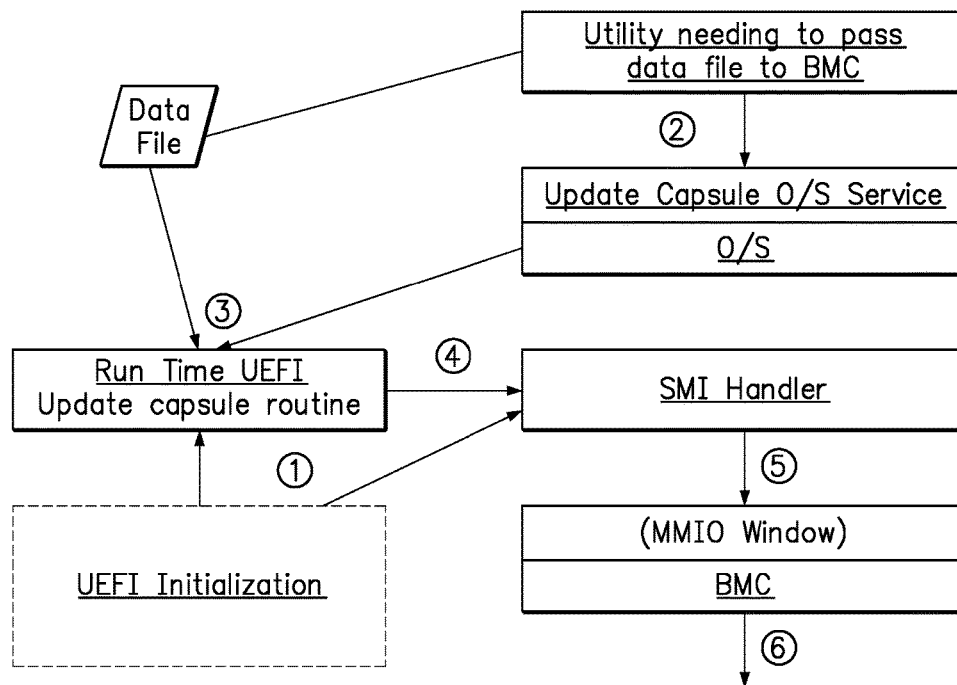 Utility needing to pass
data file to BMC
Data
File
②
Update Capsule O/S Service
O/S
③
Run Time UEFI
Update capsule routine
④
SMI Handler
①
⑤
UEFI Initialization
(MMIO Window)
BMC
⑥